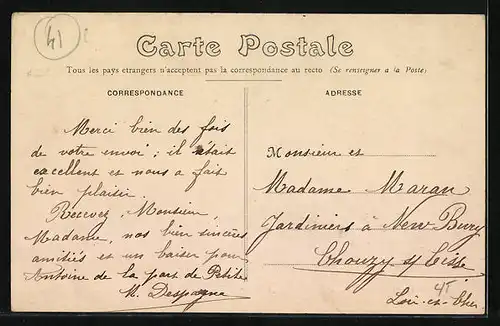 41
Carte Postale
Tous les pays etrangers n'acceptent pas la correspondance au recto (Se renseigner a la Poste)
CORRESPONDANCE
Merci bien des fois
de votre envoi ; il était
excellent et nous a fait
bien plaisir.
Recevez, Monsieur,
Madame, nos bien sincères
amitiés et un baiser pour
Antoine de la part de Petite
M. Despagne
ADRESSE
Monsieur et
Madame Maran
Jardiniers à New Bury
Chouzy s/ Cisse
Loir-et-Cher